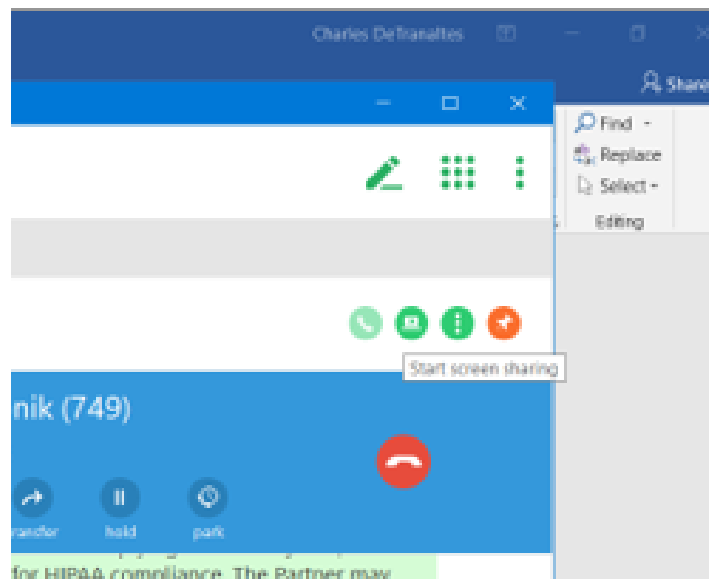 Charles DeTranaltes
Share
Find
Replace
Select
Editing
Start screen sharing
nik (749)
transfer
hold
park
for HIPAA compliance. The Partner may